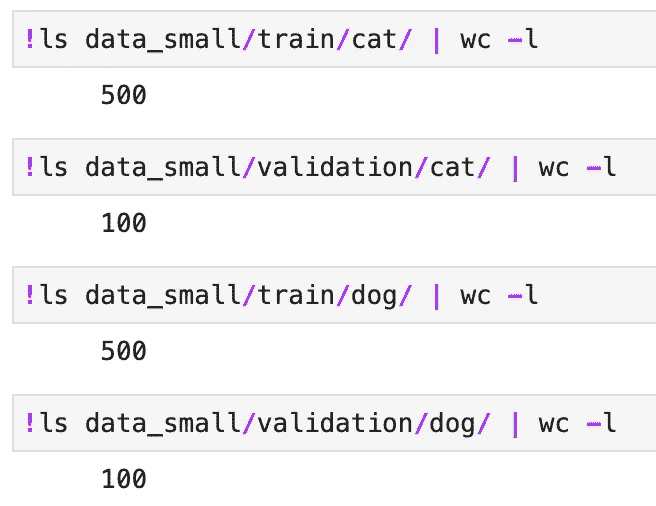 !ls data_small/train/cat/ | wc -l
500
!ls data_small/validation/cat/ | wc -l
100
!ls data_small/train/dog/ | wc -l
500
!ls data_small/validation/dog/ | wc -l
100